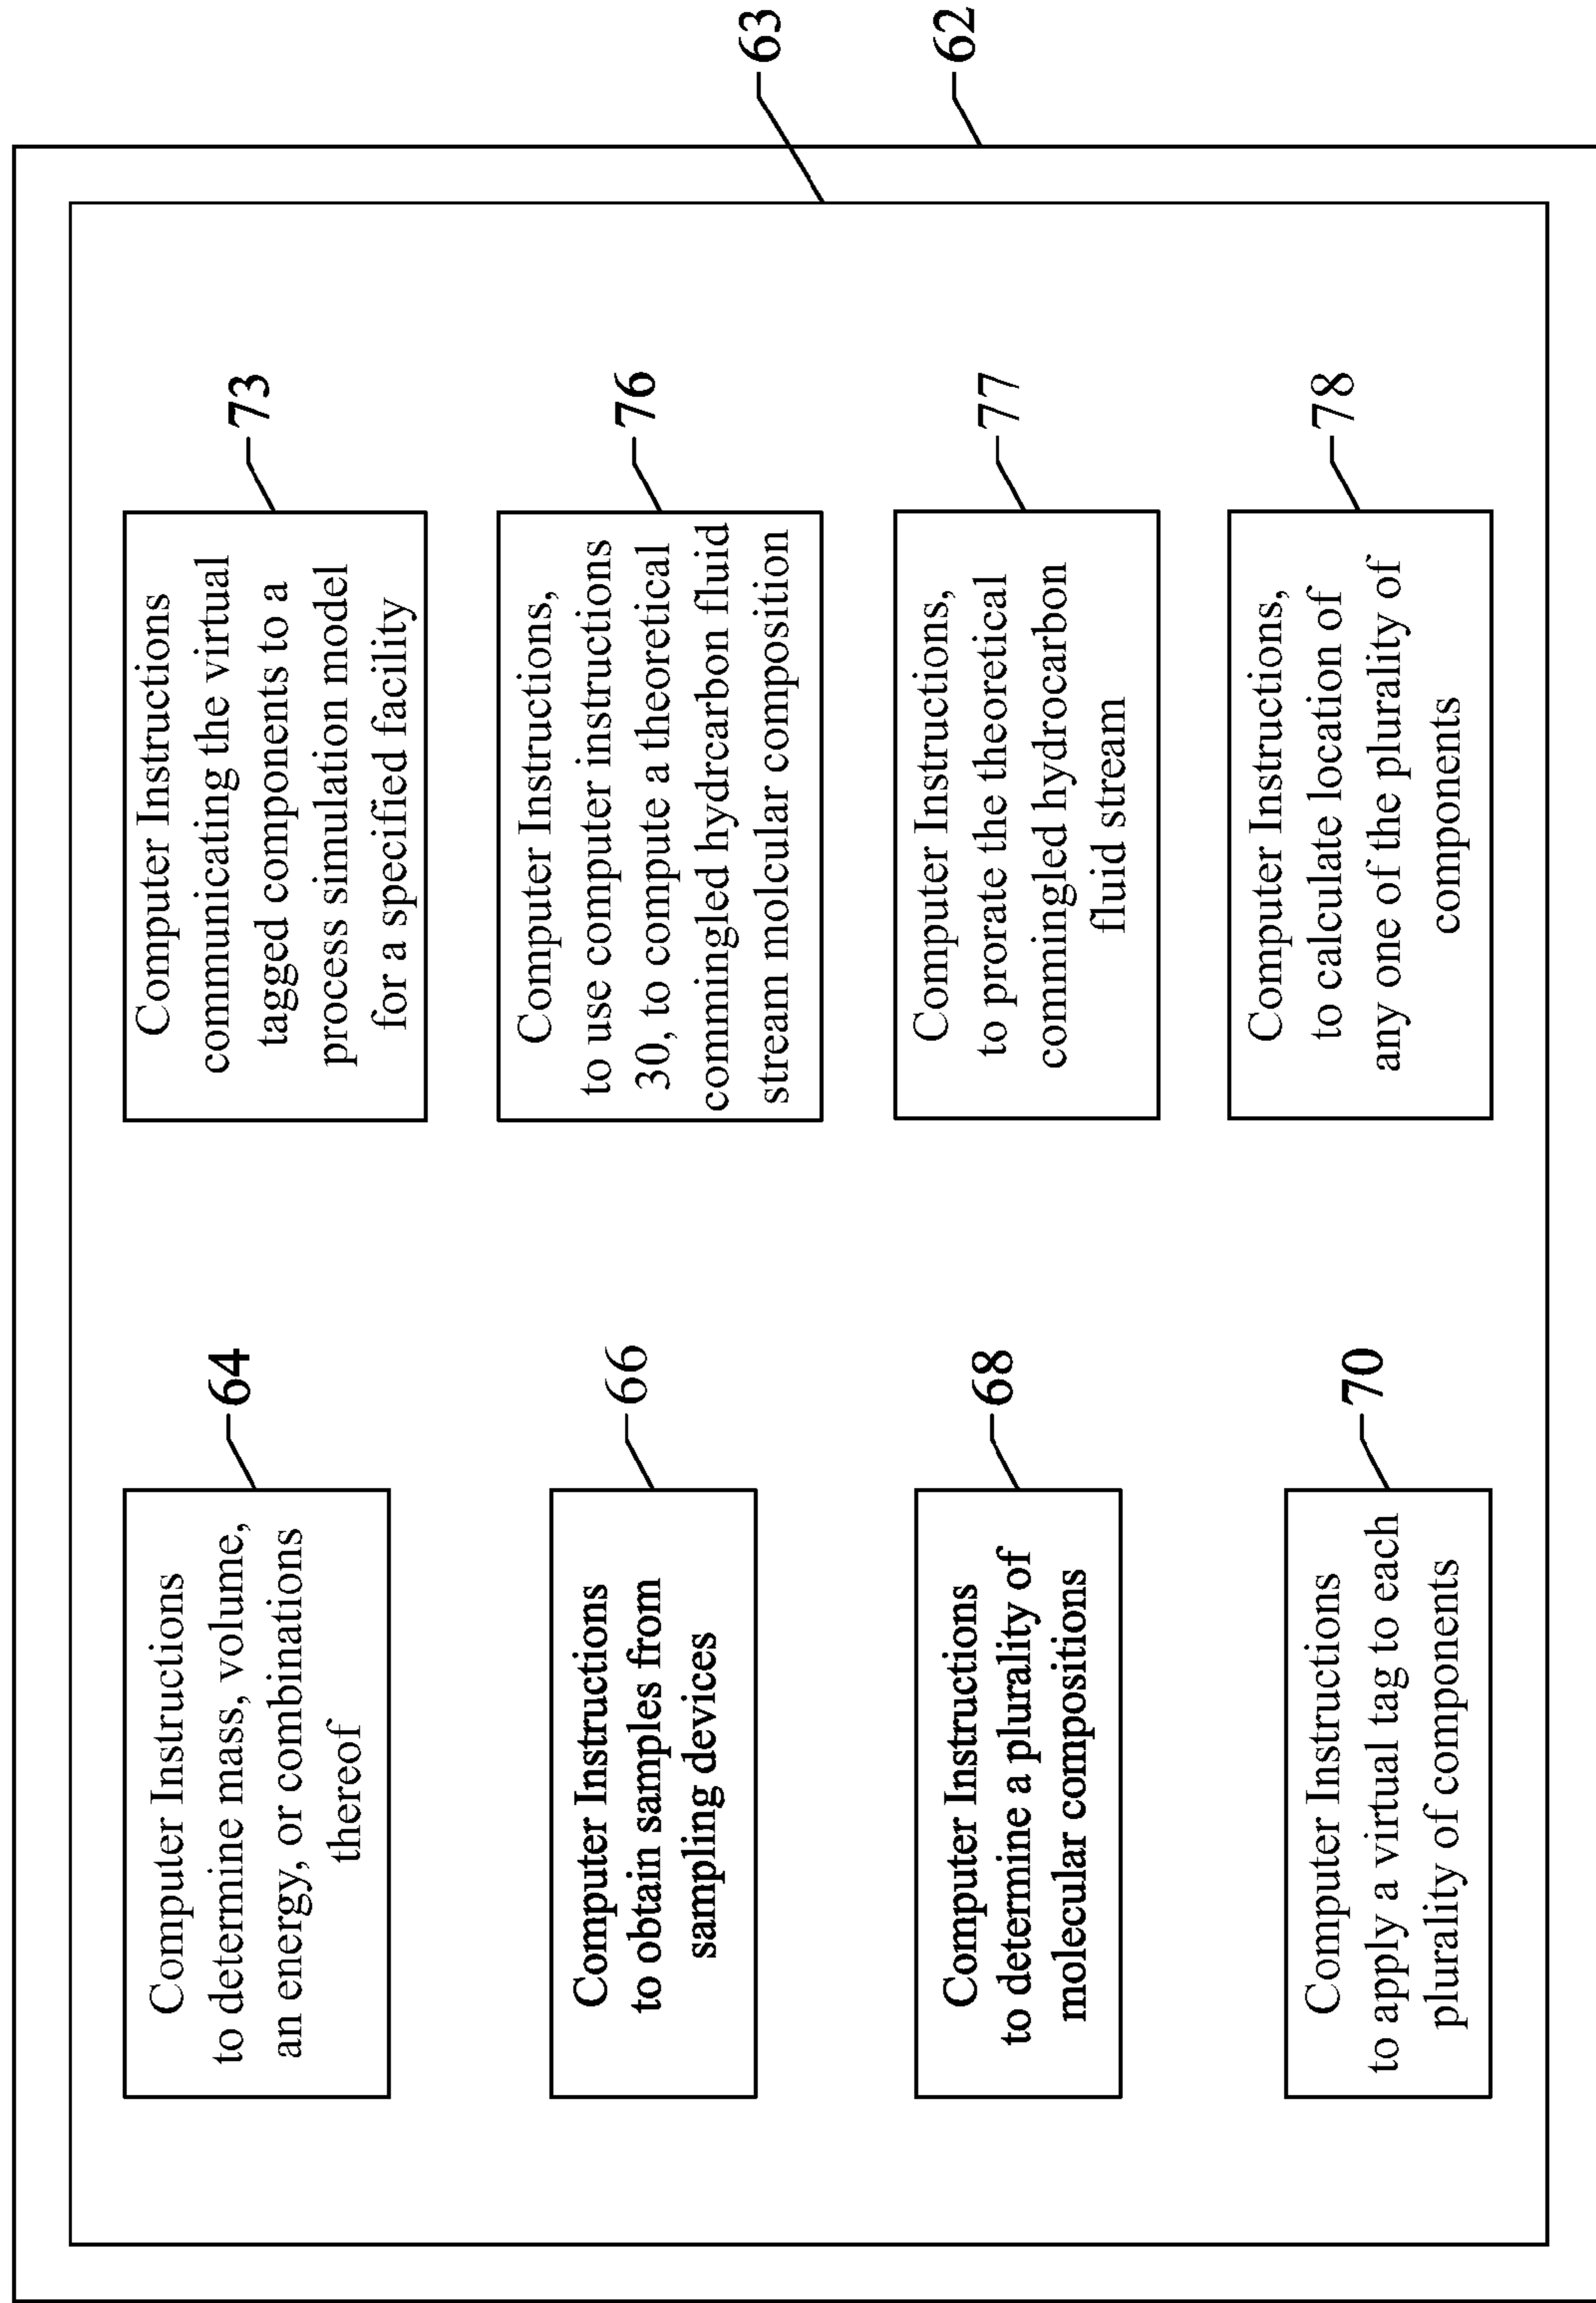 Computer Instructions
to determine mass, volume,
an energy, or combinations
thereof
64
Computer Instructions
to obtain samples from
sampling devices
66
Computer Instructions
to determine a plurality of
molecular compositions
68
Computer Instructions
to apply a virtual tag to each
plurality of components
70
Computer Instructions
communicating the virtual
tagged components to a
process simulation model
for a specified facility
73
Computer Instructions,
to use computer instructions
30, to compute a theoretical
commingled hydrcarbon fluid
stream molcular composition
76
Computer Instructions,
to prorate the theoretical
commingled hydrocarbon
fluid stream
77
Computer Instructions,
to calculate location of
any one of the plurality of
components
78
63
62